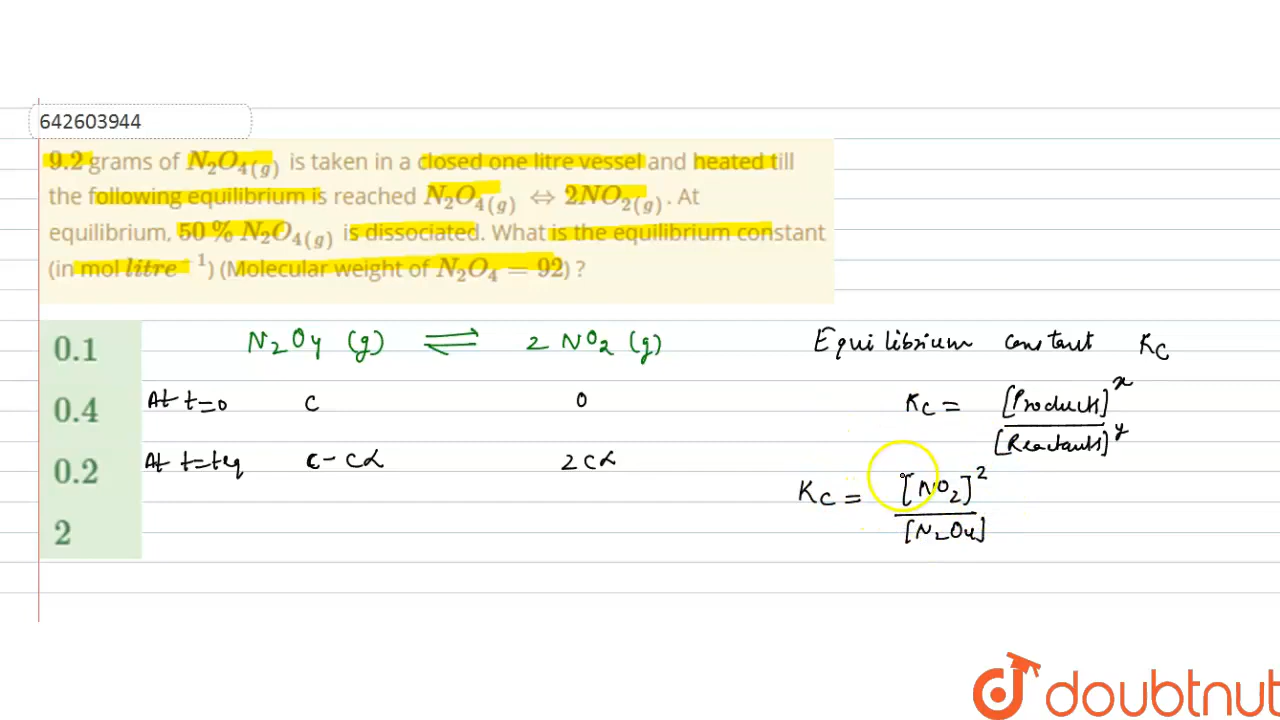 642603944
9.2 grams of N₂O₄(g) is taken in a closed one litre vessel and heated till
the following equilibrium is reached N₂O₄(g) ⇔ 2NO₂(g). At
equilibrium, 50 % N₂O₄(g) is dissociated. What is the equilibrium constant
(in mol litre⁻¹) (Molecular weight of N₂O₄ = 92) ?
0.1
0.4
0.2
2
N₂O₄ (g) ⇌ 2 NO₂ (g)
At t=0 C 0
At t=teq C - Cα 2Cα
Equilibrium constant KC
KC = [Products]ˣ
[Reactants]ʸ
KC = [NO₂]²
[N₂O₄]
doubtnut